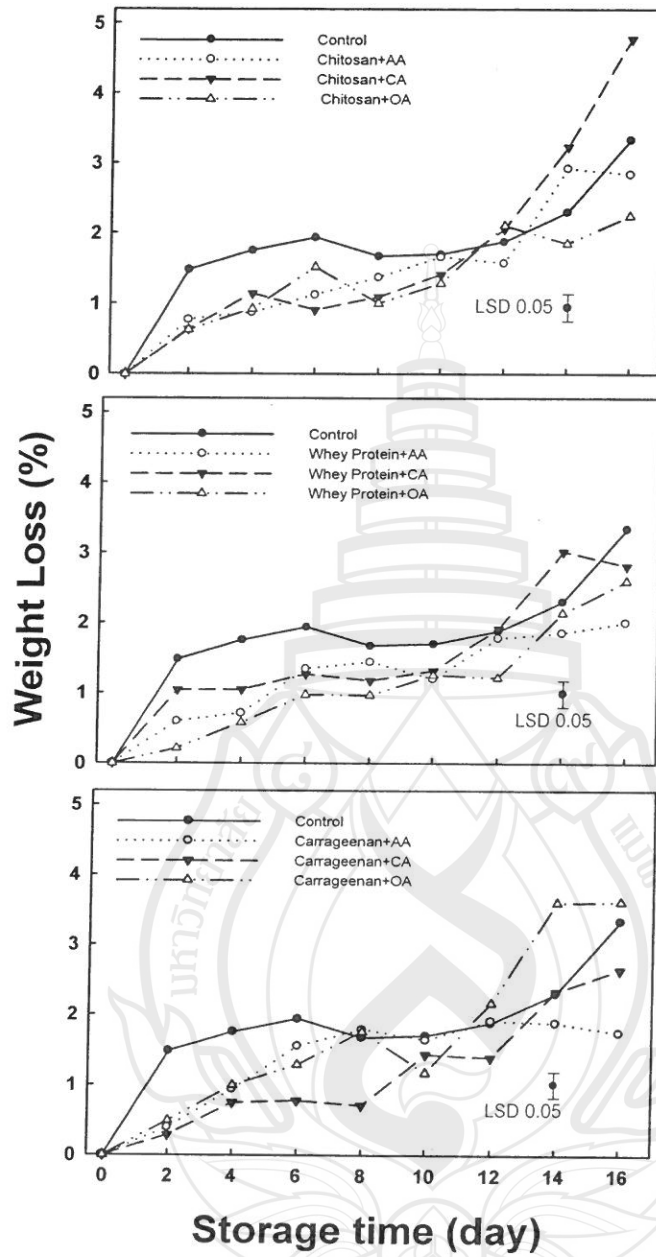 5
Control
Chitosan+AA
Chitosan+CA
Chitosan+OA
4
3
2
1
LSD 0.05
0
5
Control
Whey Protein+AA
Whey Protein+CA
Whey Protein+OA
4
3
2
1
LSD 0.05
0
5
Control
Carrageenan+AA
Carrageenan+CA
Carrageenan+OA
4
3
2
1
LSD 0.05
0
0 2 4 6 8 10 12 14 16
Weight Loss (%)
Storage time (day)